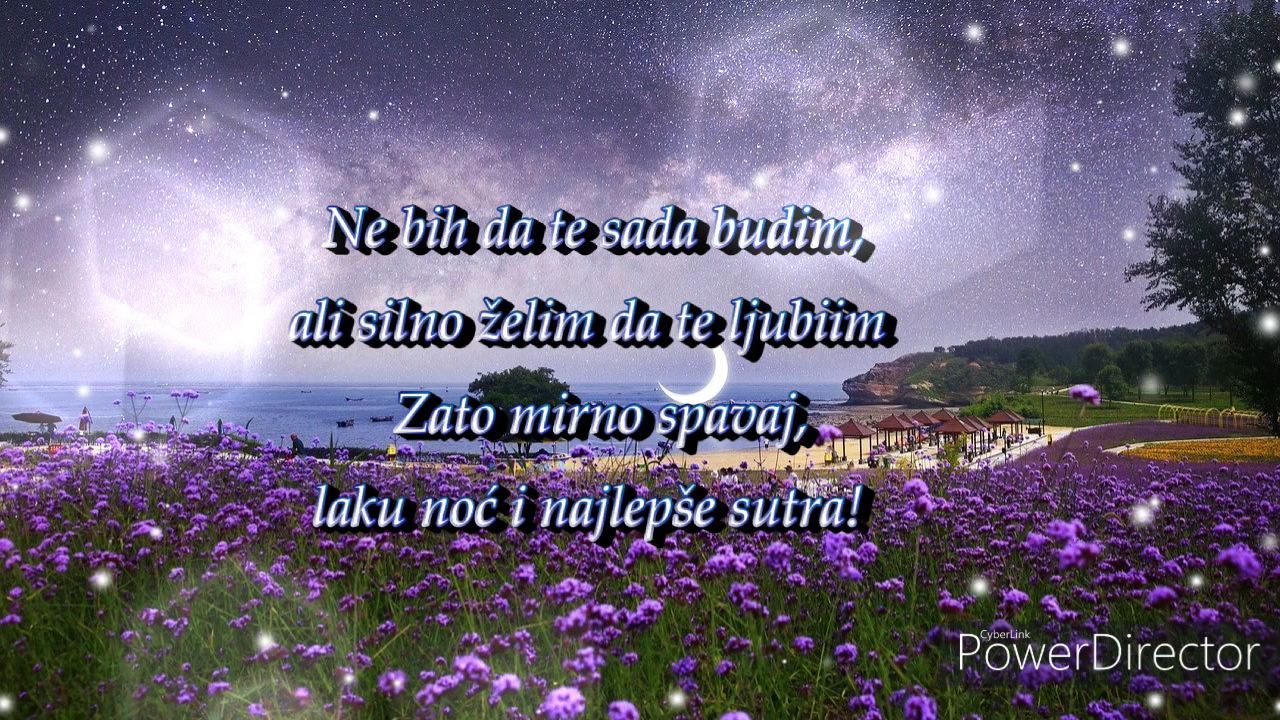 Ne bih da te sada budim,
ali silno želim da te ljubiim
Zato mirno spavaj,
laku noć i najlepše sutra!
CyberLink
PowerDirector